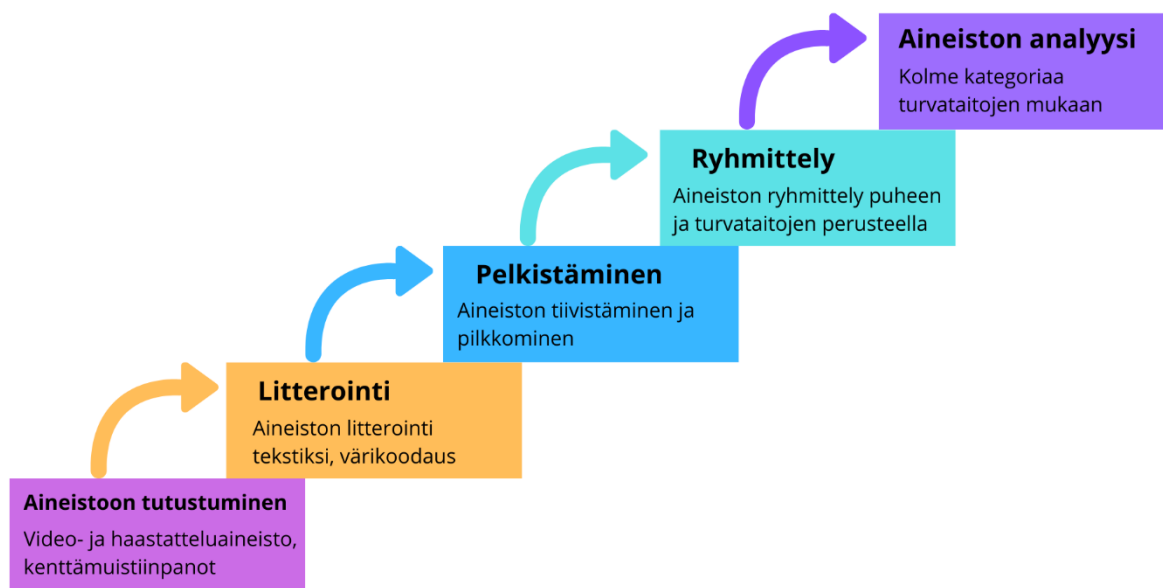 Aineiston analyysi
Kolme kategoriaa
turvataitojen mukaan
Ryhmittely
Aineiston ryhmittely puheen
ja turvataitojen perusteella
Pelkistäminen
Aineiston tiivistäminen ja
pilkkominen
Litterointi
Aineiston litterointi
tekstiksi, värikoodaus
Aineistoon tutustuminen
Video- ja haastatteluaineisto,
kenttämuistiinpanot